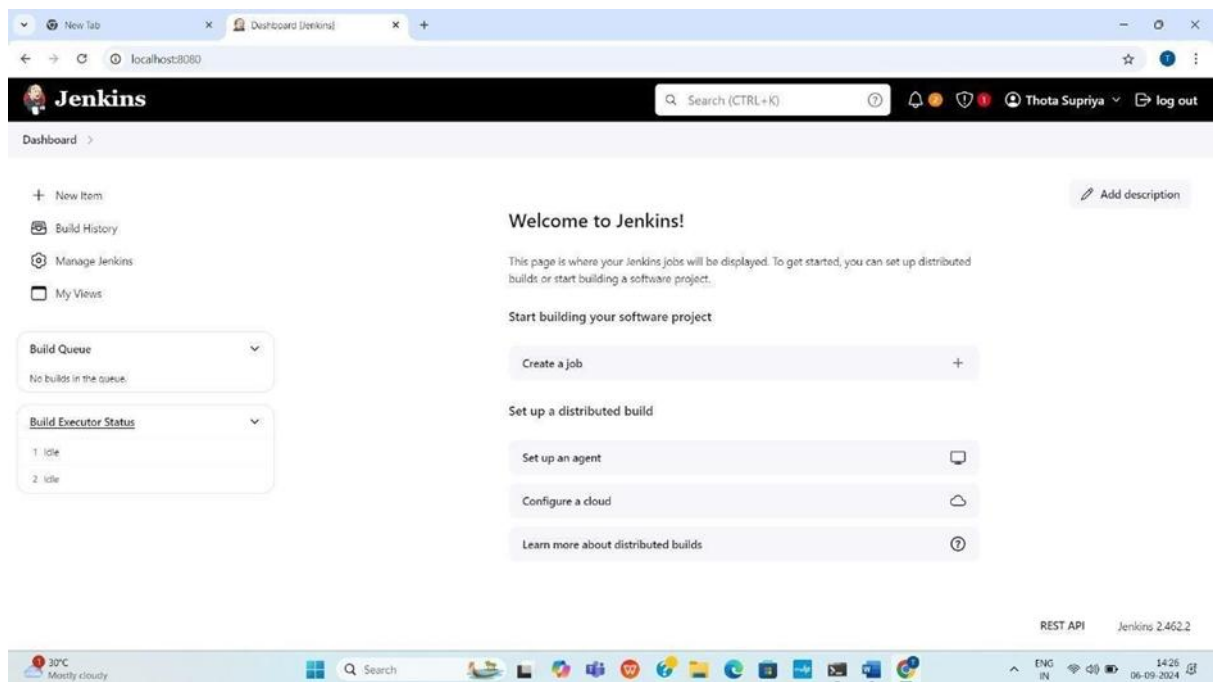 New Tab
Dashboard [Jenkins]
localhost:8080
T
Jenkins
Search (CTRL+K)
2
1
Thota Supriya
log out
Dashboard
New Item
Build History
Manage Jenkins
My Views
Add description
Welcome to Jenkins!
This page is where your Jenkins jobs will be displayed. To get started, you can set up distributed
builds or start building a software project.
Start building your software project
Create a job
Build Queue
No builds in the queue.
Set up a distributed build
Build Executor Status
1 Idle
2 Idle
Set up an agent
Configure a cloud
Learn more about distributed builds
REST API
Jenkins 2.462.2
1
30°C
Mostly cloudy
Search
ENG
IN
14:26
06-09-2024